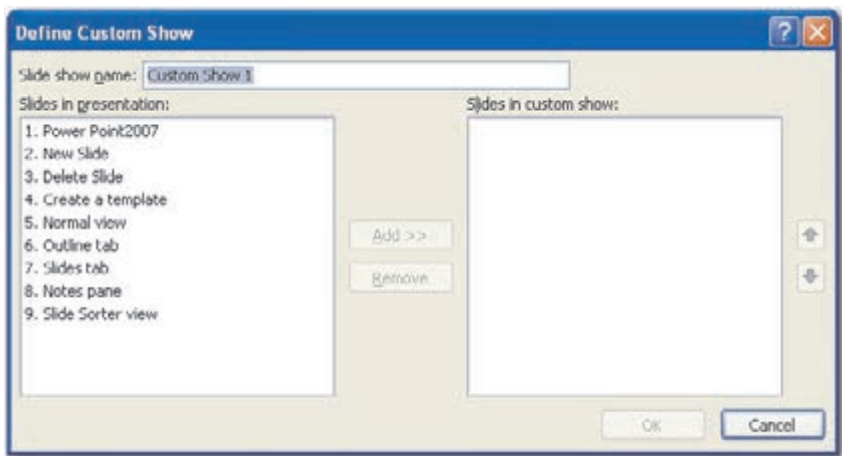 Define Custom Show
Slide show name: Custom Show 1
Slides in presentation:
Slides in custom show:
1. Power Point2007
2. New Slide
3. Delete Slide
4. Create a template
5. Normal view
6. Outline tab
7. Slides tab
8. Notes pane
9. Slide Sorter view
Add >>
Remove
OK
Cancel